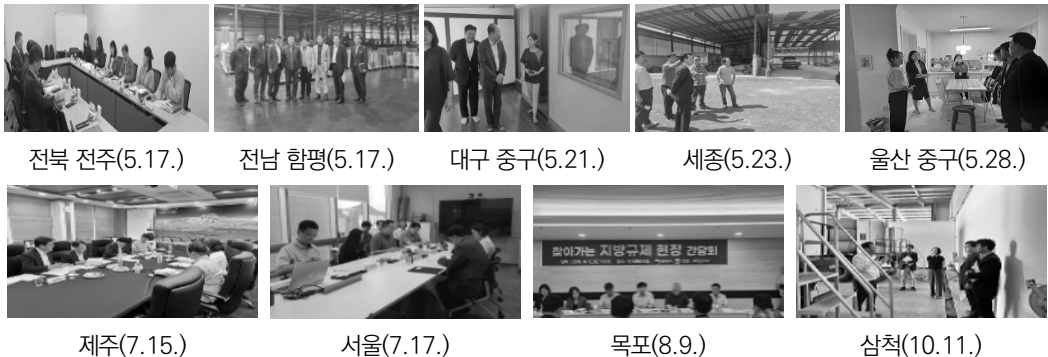 전북 전주(5.17.)
전남 함평(5.17.)
대구 중구(5.21.)
세종(5.23.)
울산 중구(5.28.)
찾아가는 지방규제 현장 간담회
제주(7.15.)
서울(7.17.)
목포(8.9.)
삼척(10.11.)